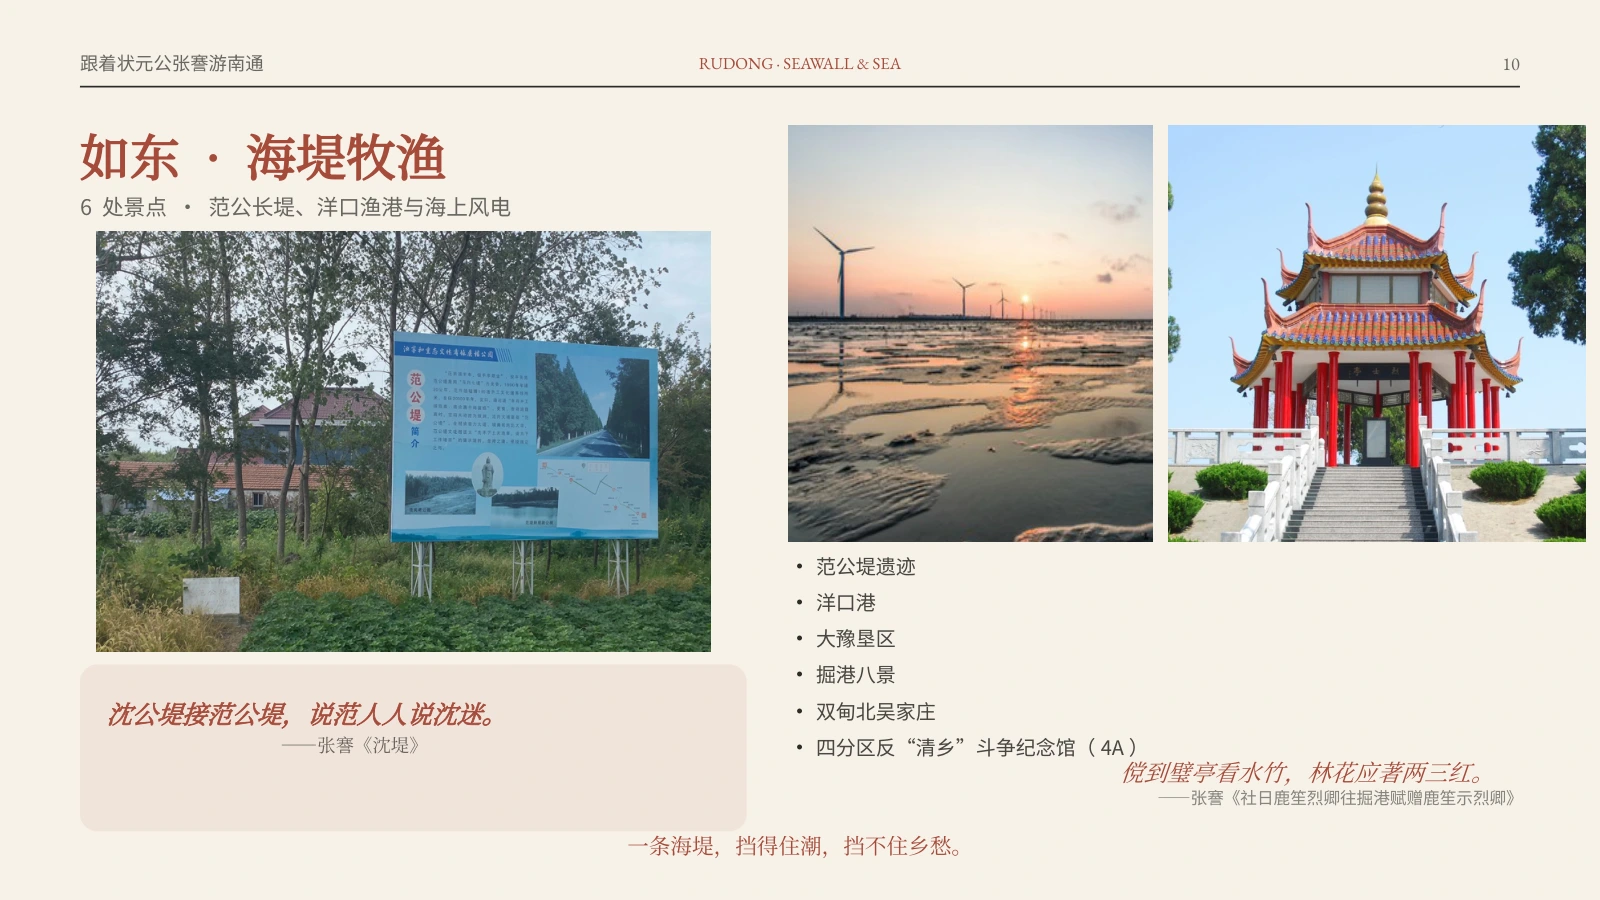 跟着状元公张謇游南通
RUDONG · SEAWALL & SEA
10
如东 · 海堤牧渔
6 处景点 · 范公长堤、洋口渔港与海上风电
范公堤
简介
沈公堤接范公堤，说范人人说沈迷。
——张謇《沈堤》
• 范公堤遗迹
• 洋口港
• 大豫垦区
• 掘港八景
• 双甸北吴家庄
• 四分区反“清乡”斗争纪念馆（ 4A ）
傥到璧亭看水竹，林花应著两三红。
——张謇《社日鹿笙烈卿往掘港赋赠鹿笙示烈卿》
一条海堤，挡得住潮，挡不住乡愁。